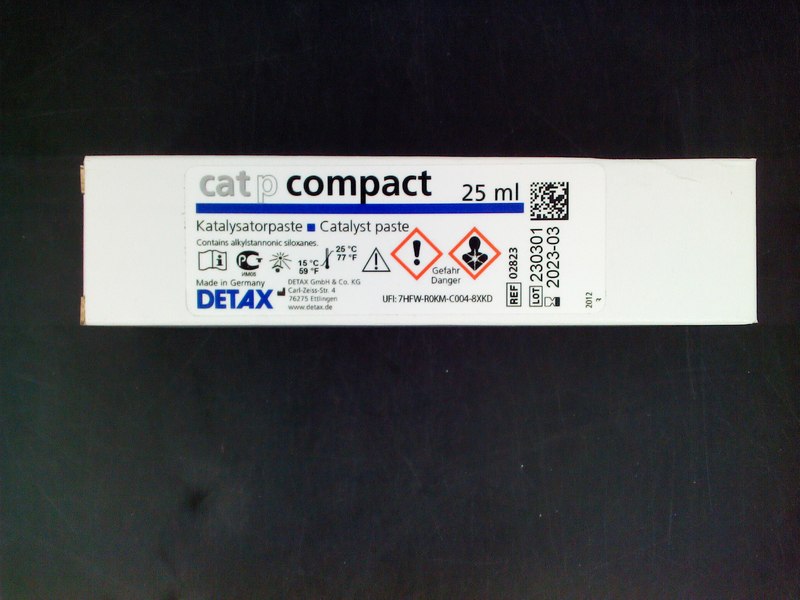 cat p compact 25 ml
Katalysatorpaste ■ Catalyst paste
Contains alkylstannonic siloxanes.
i
PC
ИМ06
15 °C
59 °F
25 °C
77 °F
Gefahr
Danger
Made in Germany
DETAX
DETAX GmbH & Co. KG
Carl-Zeiss-Str. 4
76275 Ettlingen
www.detax.de
UFI: 7HFW-R0KM-C004-8XKD
REF 02823
LOT 230301
2023-03
2012
R